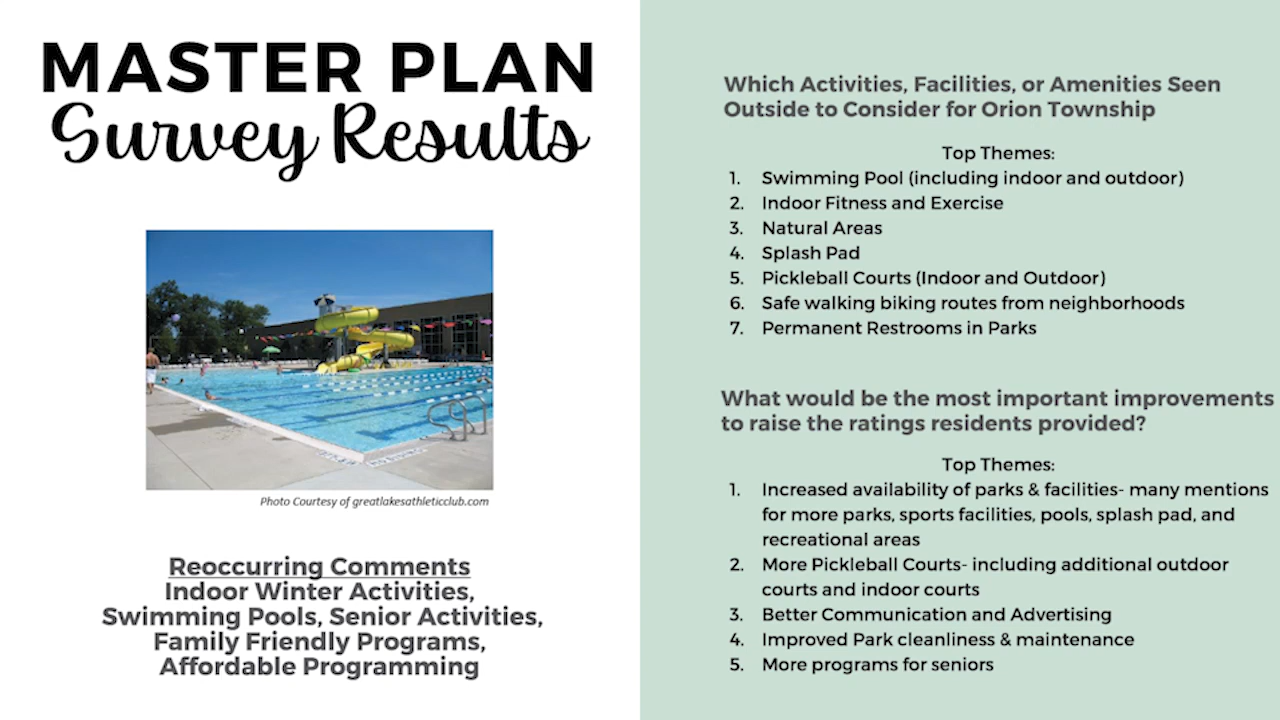 MASTER PLAN
Survey Results
Photo Courtesy of greatlakesathleticclub.com
Reoccurring Comments
Indoor Winter Activities,
Swimming Pools, Senior Activities,
Family Friendly Programs,
Affordable Programming
Which Activities, Facilities, or Amenities Seen
Outside to Consider for Orion Township
Top Themes:
1. Swimming Pool (including indoor and outdoor)
2. Indoor Fitness and Exercise
3. Natural Areas
4. Splash Pad
5. Pickleball Courts (Indoor and Outdoor)
6. Safe walking biking routes from neighborhoods
7. Permanent Restrooms in Parks
What would be the most important improvements
to raise the ratings residents provided?
Top Themes:
1. Increased availability of parks & facilities- many mentions
for more parks, sports facilities, pools, splash pad, and
recreational areas
2. More Pickleball Courts- including additional outdoor
courts and indoor courts
3. Better Communication and Advertising
4. Improved Park cleanliness & maintenance
5. More programs for seniors